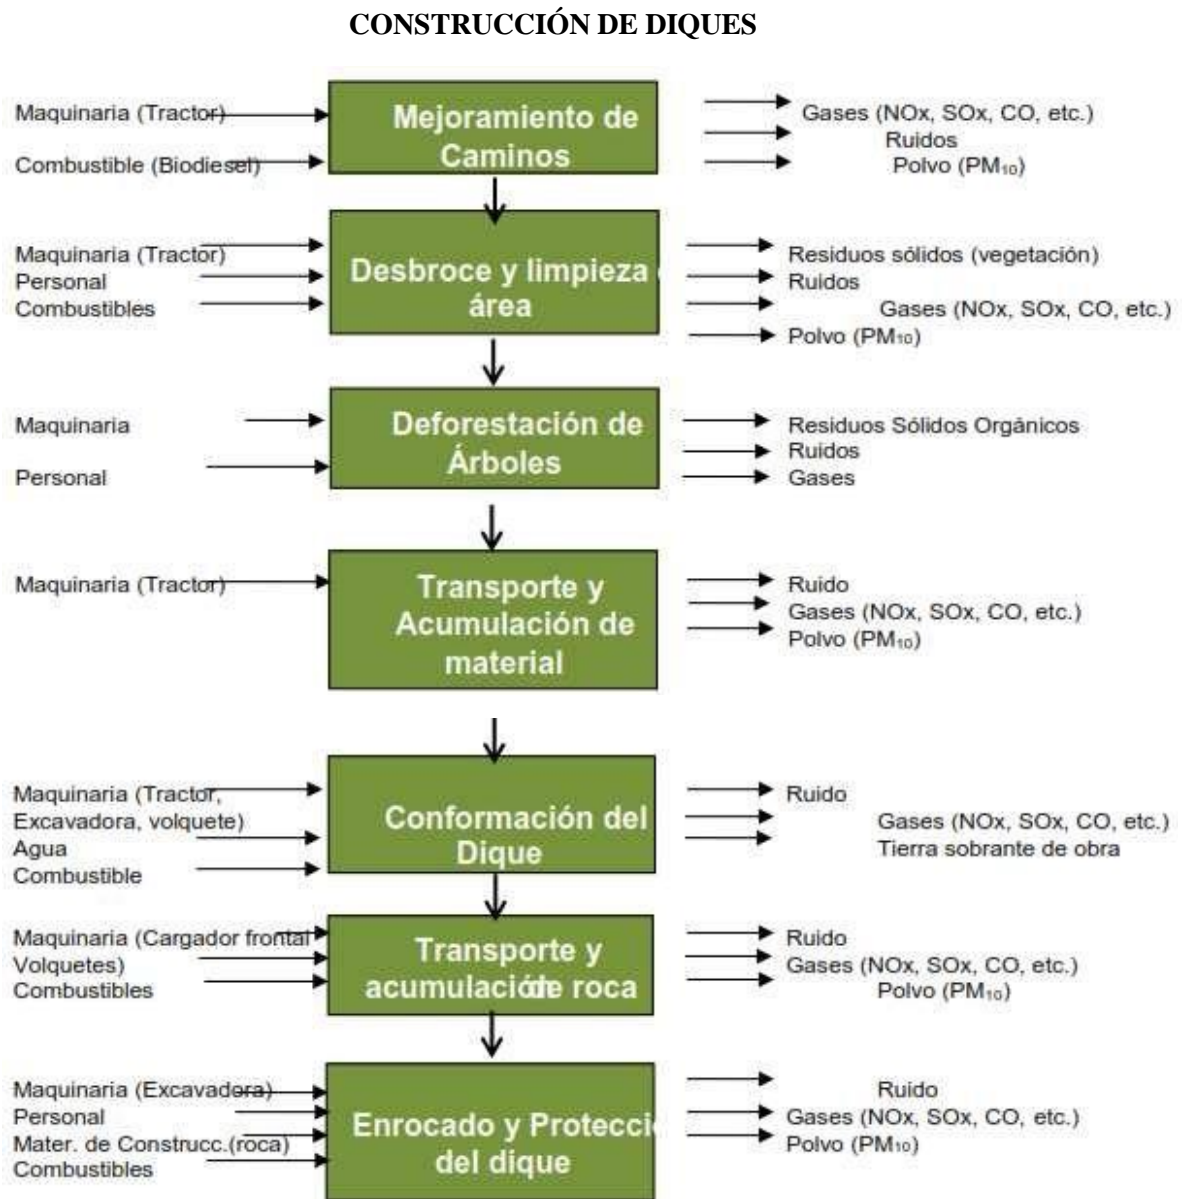 CONSTRUCCIÓN DE DIQUES
Maquinaria (Tractor)
Combustible (Biodiesel)
Mejoramiento de
Caminos
Gases (NOx, SOx, CO, etc.)
Ruidos
Polvo (PM₁₀)
Maquinaria (Tractor)
Personal
Combustibles
Desbroce y limpieza
área
Residuos sólidos (vegetación)
Ruidos
Gases (NOx, SOx, CO, etc.)
Polvo (PM₁₀)
Maquinaria
Personal
Deforestación de
Árboles
Residuos Sólidos Orgánicos
Ruidos
Gases
Maquinaria (Tractor)
Transporte y
Acumulación de
material
Ruido
Gases (NOx, SOx, CO, etc.)
Polvo (PM₁₀)
Maquinaria (Tractor,
Excavadora, volquete)
Agua
Combustible
Conformación del
Dique
Ruido
Gases (NOx, SOx, CO, etc.)
Tierra sobrante de obra
Maquinaria (Cargador frontal
Volquetes)
Combustibles
Transporte y
acumulación de roca
Ruido
Gases (NOx, SOx, CO, etc.)
Polvo (PM₁₀)
Maquinaria (Excavadora)
Personal
Mater. de Construcc.(roca)
Combustibles
Enrocado y Protecci
del dique
Ruido
Gases (NOx, SOx, CO, etc.)
Polvo (PM₁₀)